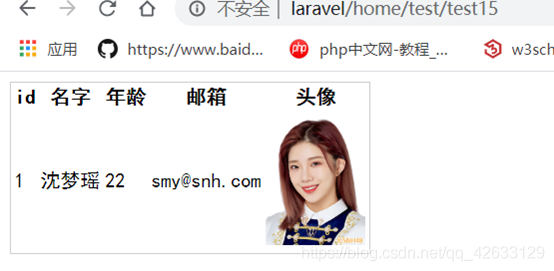 不安全 | laravel/home/test/test15
应用 https://www.baid... php中文网-教程_... w3sch
id 名字 年龄 邮箱 头像
1 沈梦瑶 22 smy@snh.com
https://blog.csdn.net/qq_42633129